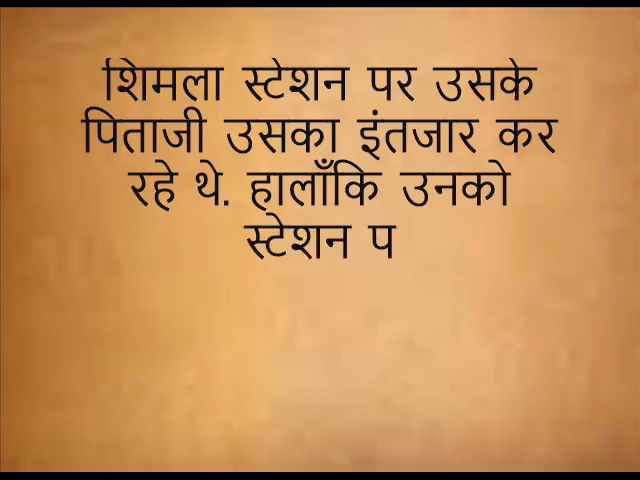 शिमला स्टेशन पर उसके
पिताजी उसका इंतजार कर
रहे थे. हालाँकि उनको
स्टेशन प